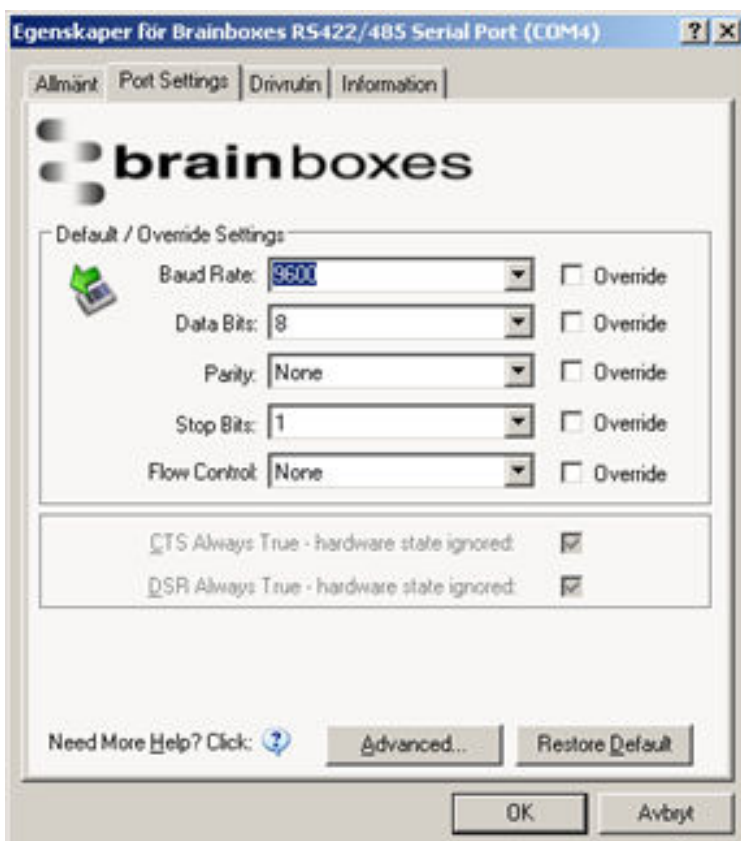 Egenskaper för Brainboxes RS422/485 Serial Port (COM4)
Allmänt Port Settings Drivrutin Information
brainboxes
Default / Override Settings
Baud Rate: 9600 Override
Data Bits: 8 Override
Parity: None Override
Stop Bits: 1 Override
Flow Control: None Override
CTS Always True - hardware state ignored:
DSR Always True - hardware state ignored:
Need More Help? Click: Advanced... Restore Default
OK Avbryt